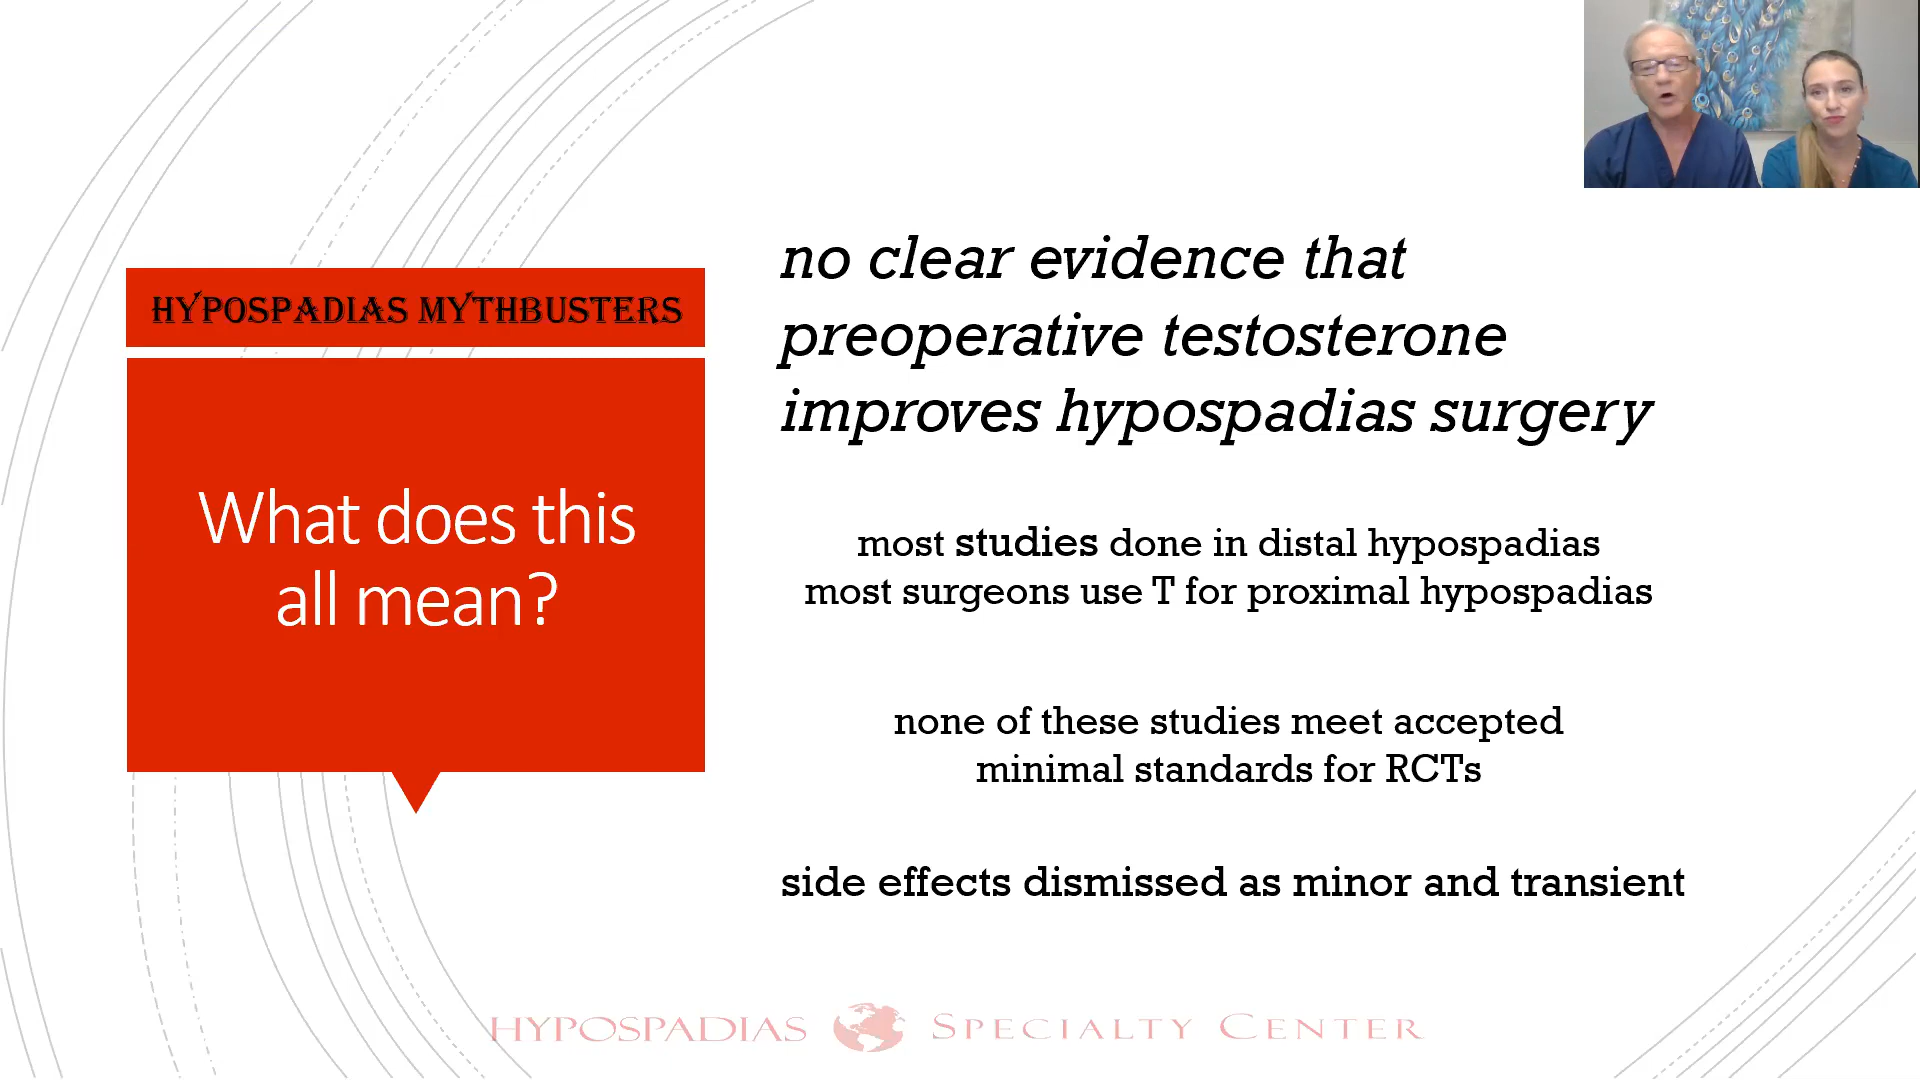 HYPOSPADIAS MYTHBUSTERS
What does this
all mean?
no clear evidence that
preoperative testosterone
improves hypospadias surgery
most studies done in distal hypospadias
most surgeons use T for proximal hypospadias
none of these studies meet accepted
minimal standards for RCTs
side effects dismissed as minor and transient
HYPOSPADIAS SPECIALTY CENTER